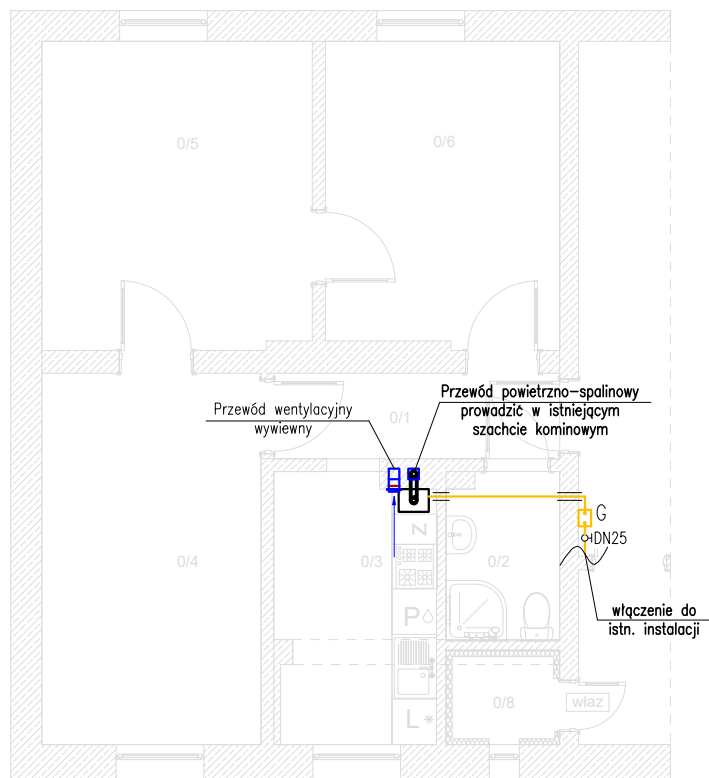 0/5
0/6
Przewód wentylacyjny
wywiewny
0/1
Przewód powietrzno-spalinowy
prowadzić w istniejącym
szachcie kominowym
G
DN25
Z
0/4
0/3
0/2
P
włączenie do
istn. instalacji
0/8
właz
L*